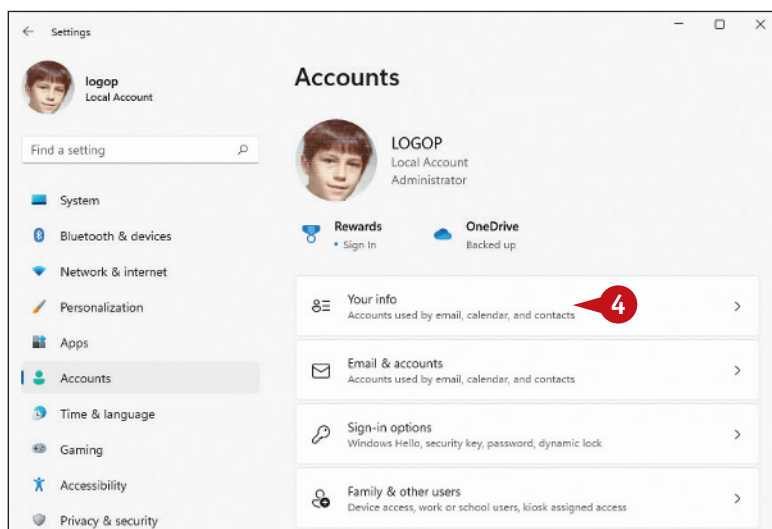 Settings
logop
Local Account
Find a setting
System
Bluetooth & devices
Network & internet
Personalization
Apps
Accounts
Time & language
Gaming
Accessibility
Privacy & security
Accounts
LOGOP
Local Account
Administrator
Rewards
• Sign In
OneDrive
Backed up
Your info
Accounts used by email, calendar, and contacts
4
Email & accounts
Accounts used by email, calendar, and contacts
Sign-in options
Windows Hello, security key, password, dynamic lock
Family & other users
Device access, work or school users, kiosk assigned access